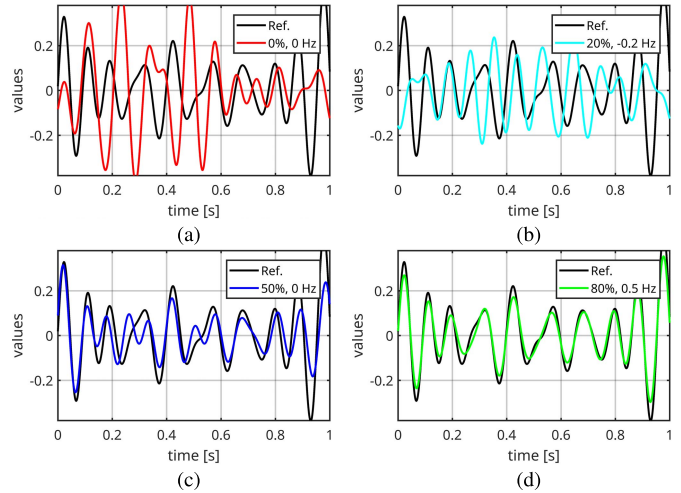 Ref.
0%, 0 Hz
0.2
0
-0.2
values
0 0.2 0.4 0.6 0.8 1
time [s]
(a)
Ref.
20%, -0.2 Hz
0.2
0
-0.2
values
0 0.2 0.4 0.6 0.8 1
time [s]
(b)
Ref.
50%, 0 Hz
0.2
0
-0.2
values
0 0.2 0.4 0.6 0.8 1
time [s]
(c)
Ref.
80%, 0.5 Hz
0.2
0
-0.2
values
0 0.2 0.4 0.6 0.8 1
time [s]
(d)